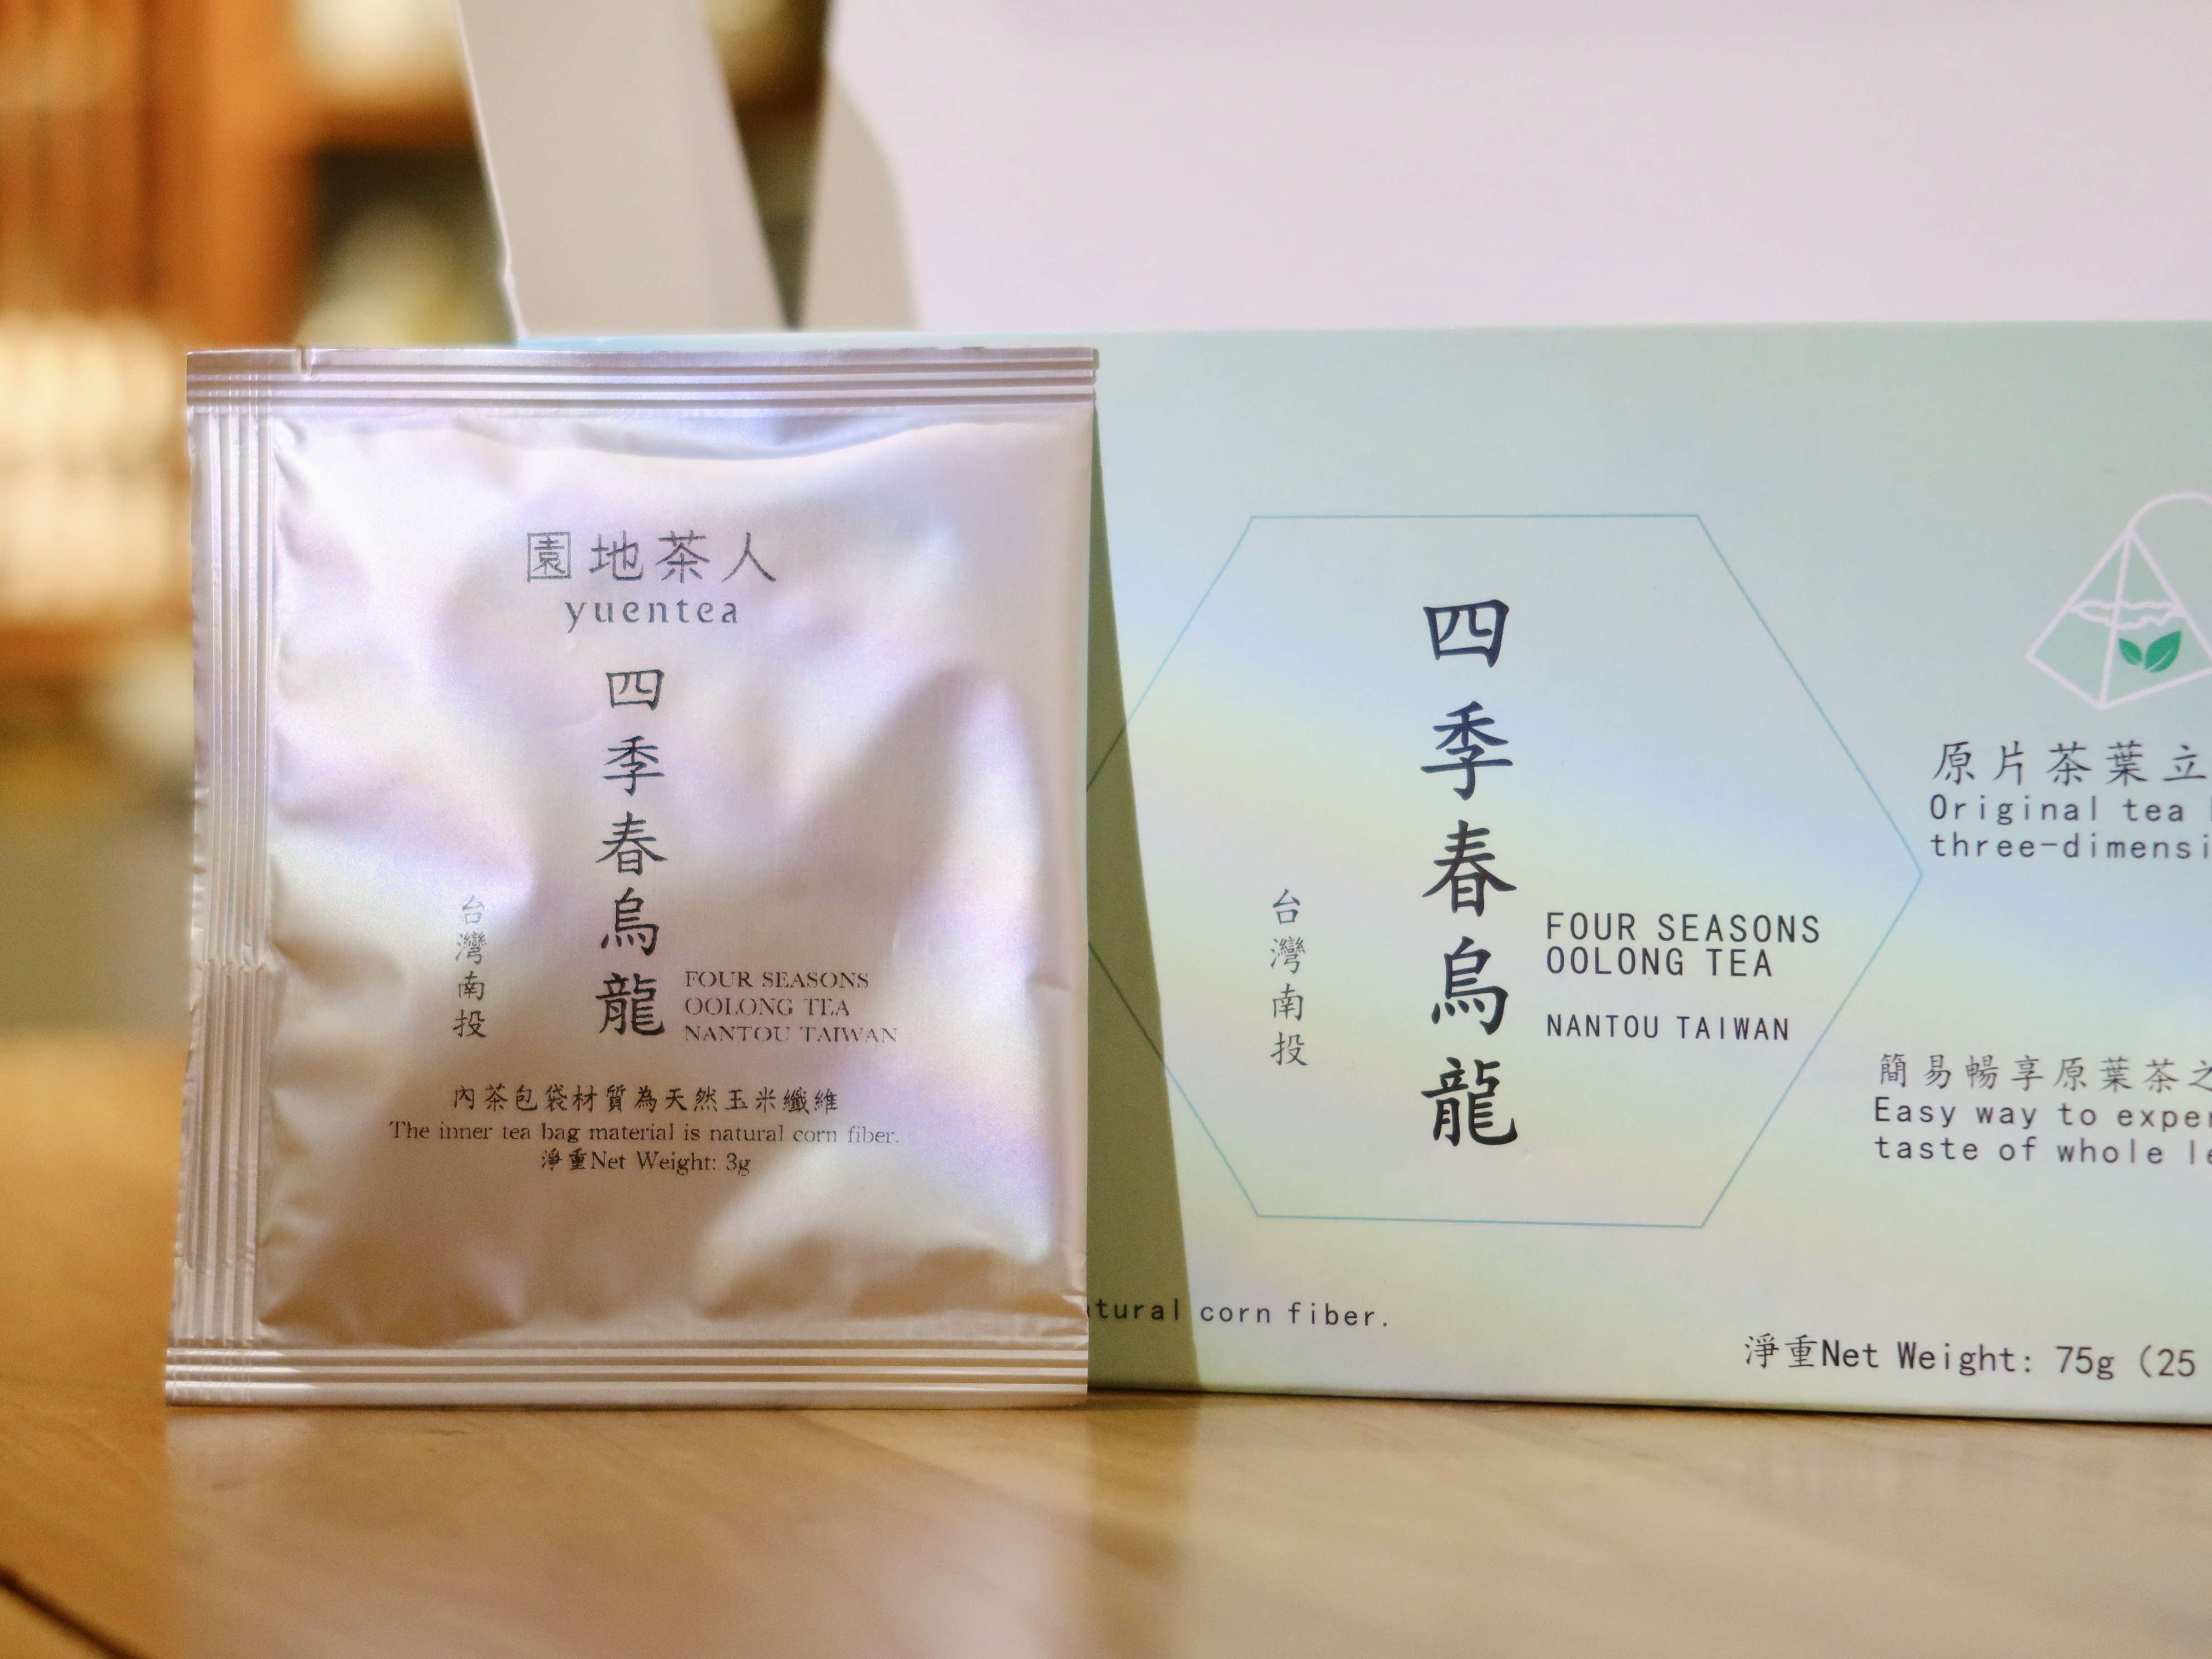 園地茶人
yuentea
四季春烏龍
台灣南投
FOUR SEASONS
OOLONG TEA
NANTOU TAIWAN
內茶包袋材質為天然玉米纖維
The inner tea bag material is natural corn fiber.
淨重Net Weight: 3g
四季春烏龍
台灣南投
FOUR SEASONS
OOLONG TEA
NANTOU TAIWAN
原片茶葉立
Original tea
three-dimensi
簡易暢享原葉茶之
Easy way to exper
taste of whole le
tural corn fiber.
淨重Net Weight: 75g (25